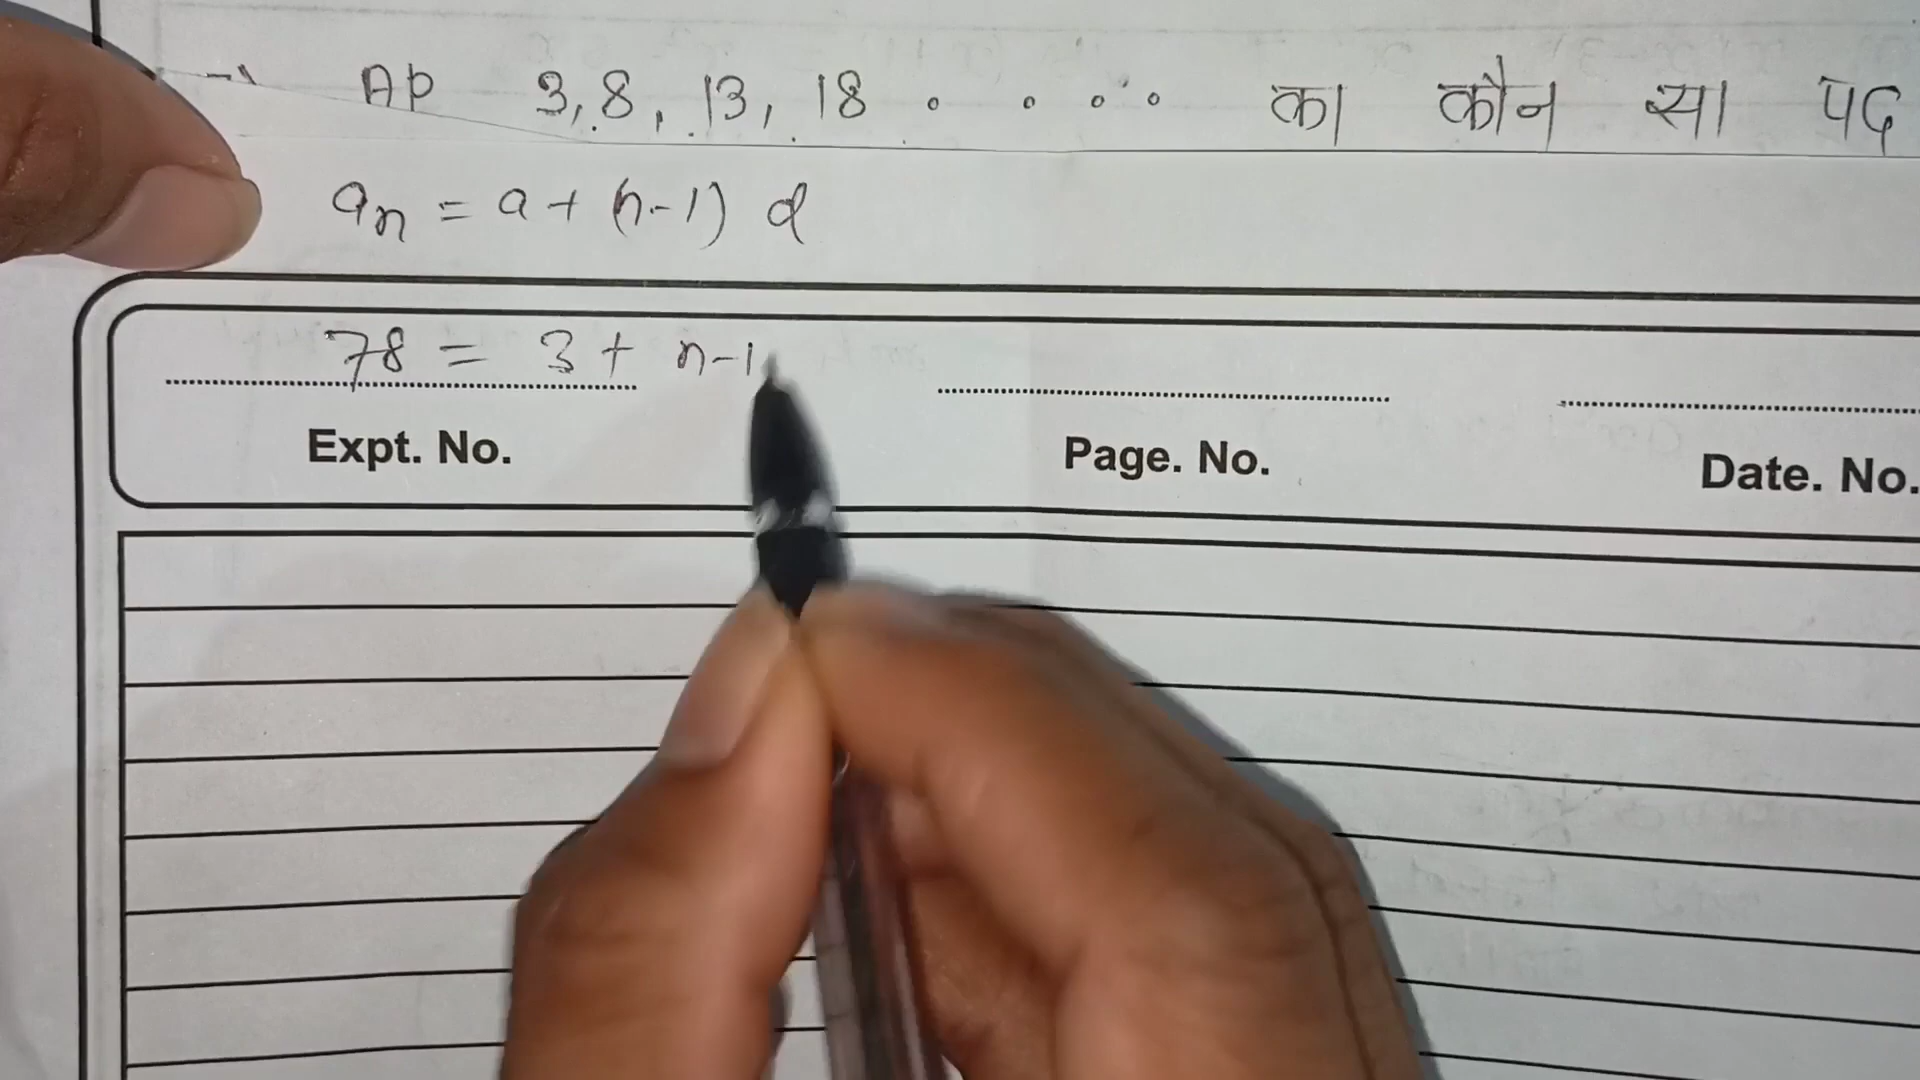 AP 3, 8, 13, 18 . . . . का कौन सा पद
an = a + (n-1) d
78 = 3 + n-1
Expt. No.
Page. No.
Date. No.